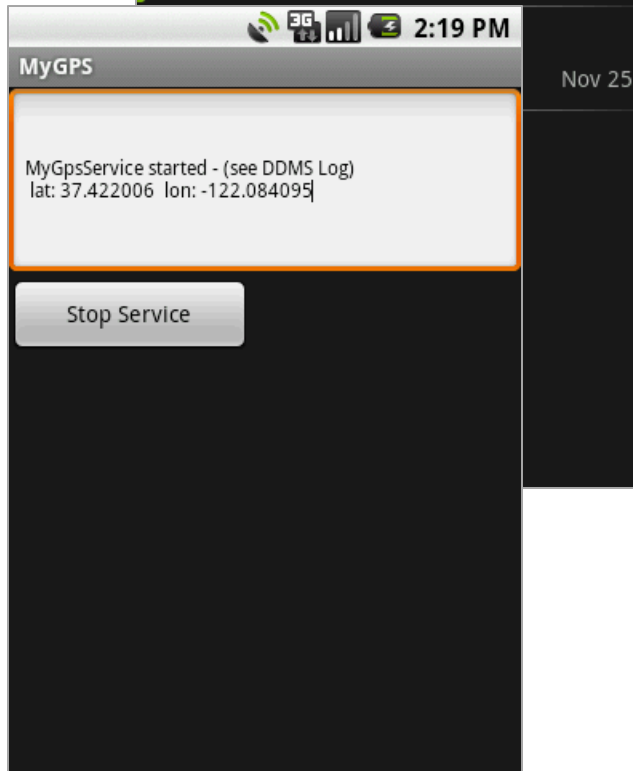 3G 2:19 PM
MyGPS
Nov 25
MyGpsService started - (see DDMS Log)
lat: 37.422006 lon: -122.084095
Stop Service